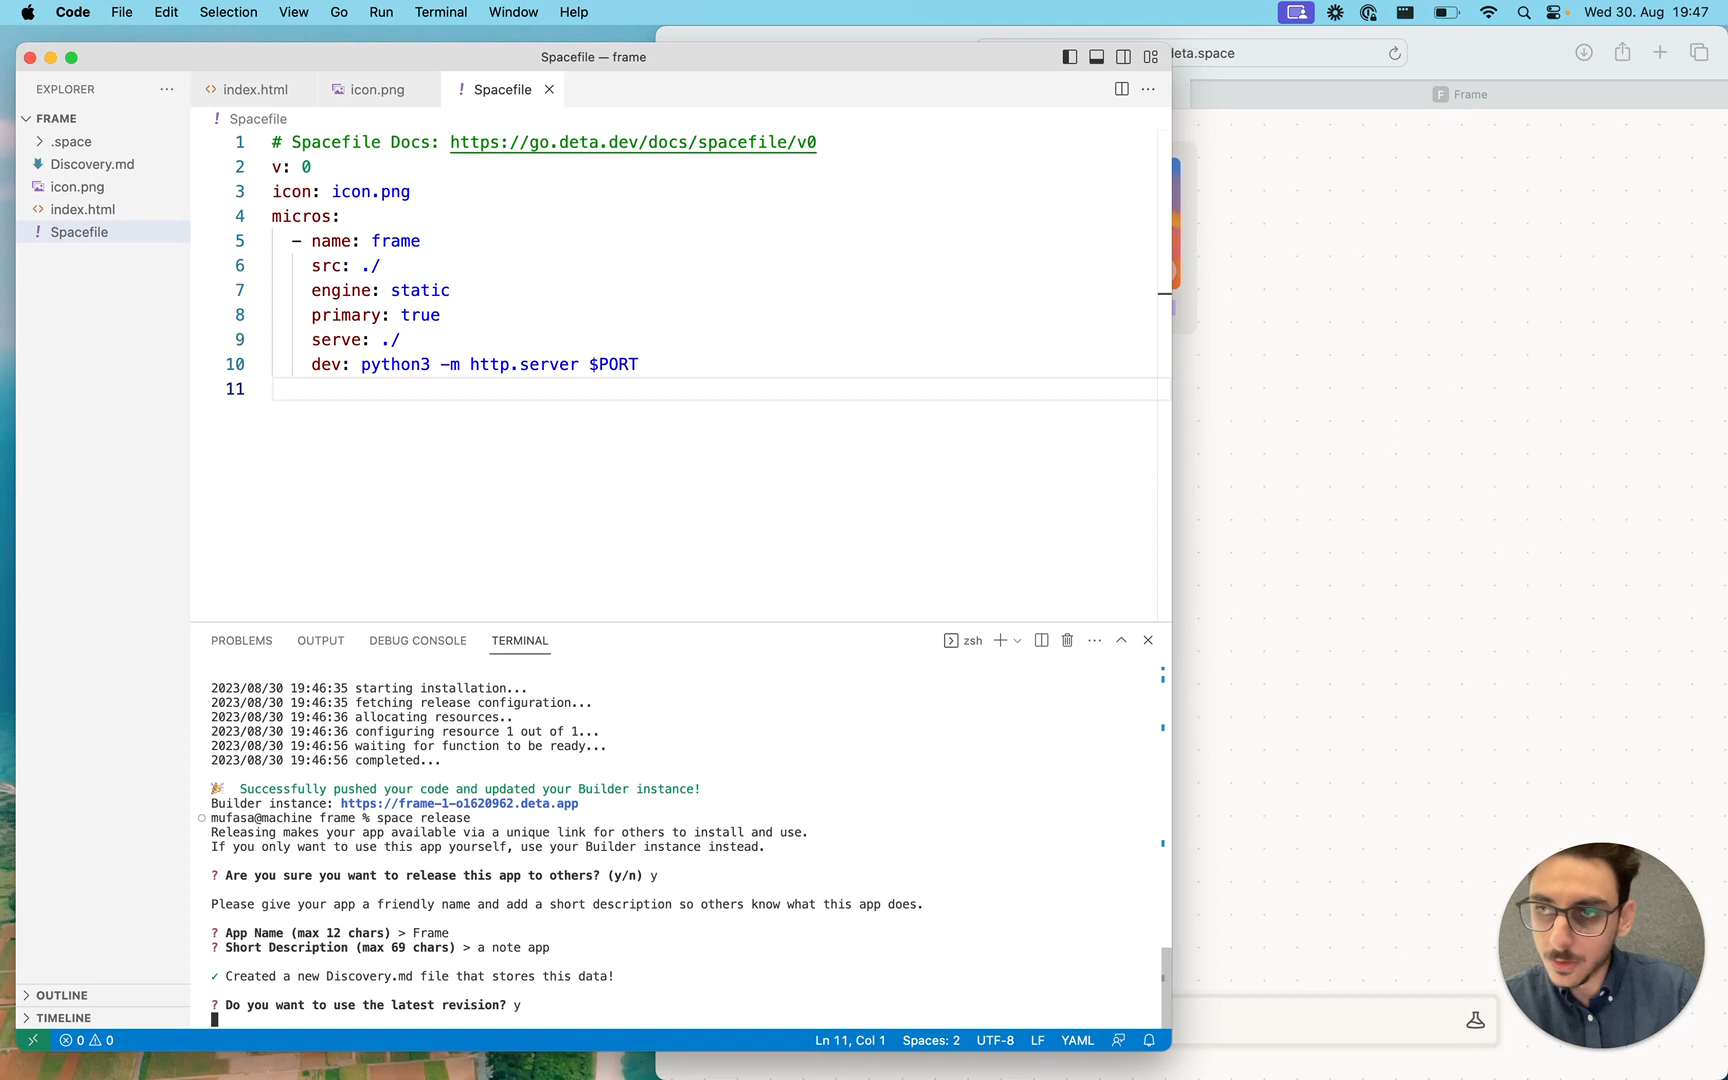 Code File Edit Selection View Go Run Terminal Window Help
Wed 30. Aug 19:47
Spacefile — frame
deta.space
EXPLORER
index.html
icon.png
! Spacefile
F Frame
FRAME
.space
Discovery.md
icon.png
index.html
! Spacefile
! Spacefile
1 # Spacefile Docs: https://go.deta.dev/docs/spacefile/v0
2 v: 0
3 icon: icon.png
4 micros:
5 - name: frame
6 src: ./
7 engine: static
8 primary: true
9 serve: ./
10 dev: python3 -m http.server $PORT
11
PROBLEMS OUTPUT DEBUG CONSOLE TERMINAL
zsh
2023/08/30 19:46:35 starting installation...
2023/08/30 19:46:35 fetching release configuration...
2023/08/30 19:46:36 allocating resources..
2023/08/30 19:46:36 configuring resource 1 out of 1...
2023/08/30 19:46:56 waiting for function to be ready...
2023/08/30 19:46:56 completed...
Successfully pushed your code and updated your Builder instance!
Builder instance: https://frame-1-o1620962.deta.app
mufasa@machine frame % space release
Releasing makes your app available via a unique link for others to install and use.
If you only want to use this app yourself, use your Builder instance instead.
? Are you sure you want to release this app to others? (y/n) y
Please give your app a friendly name and add a short description so others know what this app does.
? App Name (max 12 chars) > Frame
? Short Description (max 69 chars) > a note app
✓ Created a new Discovery.md file that stores this data!
? Do you want to use the latest revision? y
OUTLINE
TIMELINE
0 0
Ln 11, Col 1 Spaces: 2 UTF-8 LF YAML